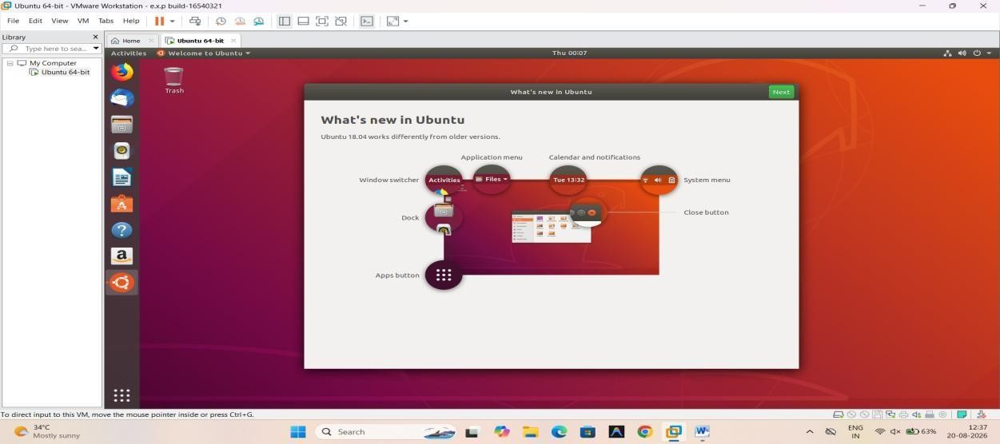 Ubuntu 64-bit - VMware Workstation - e.x.p build-16540321
File Edit View VM Tabs Help
Library
Type here to sea...
My Computer
Ubuntu 64-bit
Home
Ubuntu 64-bit
Activities Welcome to Ubuntu Thu 00:07
Trash
What's new in Ubuntu Next
What's new in Ubuntu
Ubuntu 18.04 works differently from older versions.
Application menu Calendar and notifications
Window switcher Activities Files Tue 13:32 System menu
Dock Close button
Apps button
To direct input to this VM, move the mouse pointer inside or press Ctrl+G.
34°C
Mostly sunny
Search
ENG
IN
63%
12:37
20-08-2026